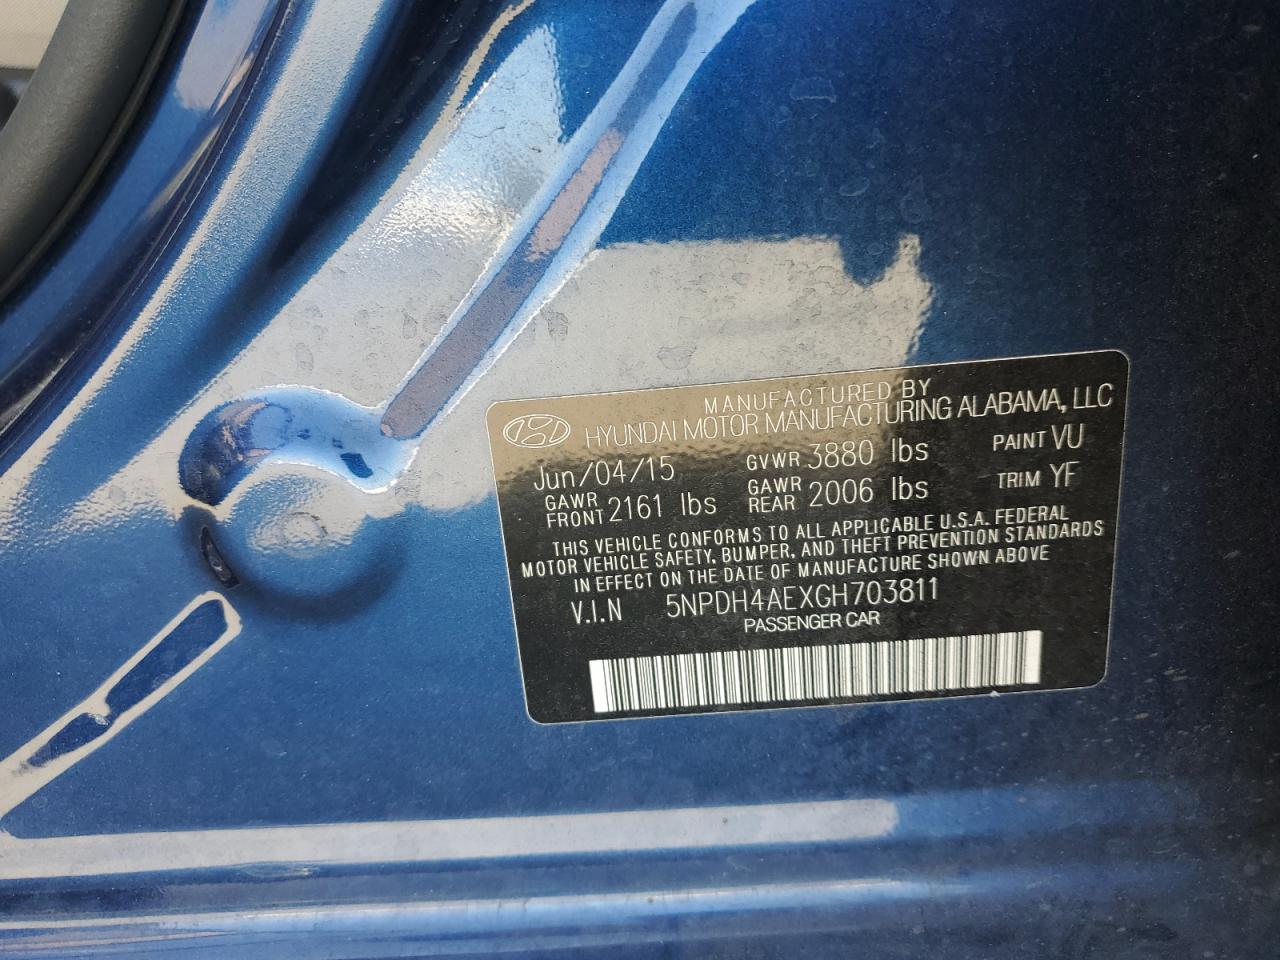 MANUFACTURED BY
HYUNDAI MOTOR MANUFACTURING ALABAMA, LLC
Jun/04/15 GVWR 3880 lbs PAINT VU
GAWR FRONT 2161 lbs GAWR REAR 2006 lbs TRIM YF
THIS VEHICLE CONFORMS TO ALL APPLICABLE U.S.A. FEDERAL
MOTOR VEHICLE SAFETY, BUMPER, AND THEFT PREVENTION STANDARDS
IN EFFECT ON THE DATE OF MANUFACTURE SHOWN ABOVE
V.I.N 5NPDH4AEXGH703811
PASSENGER CAR